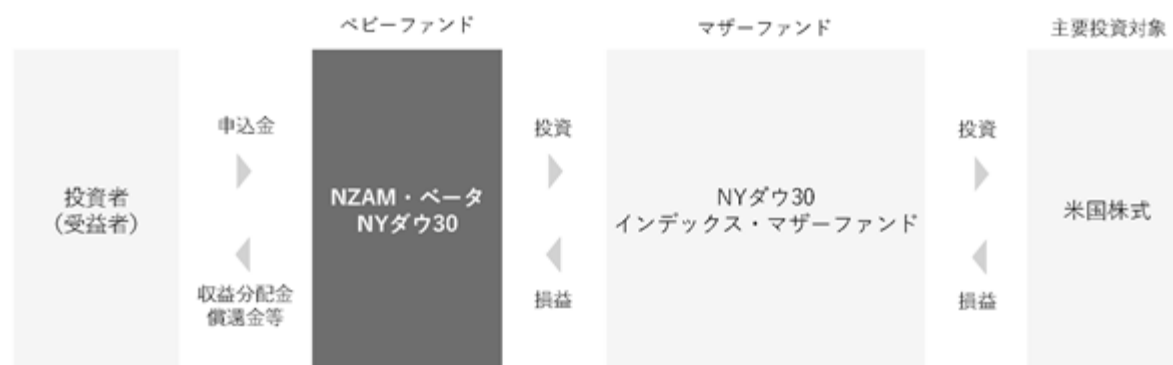 ベビーファンド
マザーファンド
主要投資対象
投資者
(受益者)
申込金
収益分配金
償還金等
NZAM・ベータ
NYダウ30
投資
損益
NYダウ30
インデックス・マザーファンド
投資
損益
米国株式